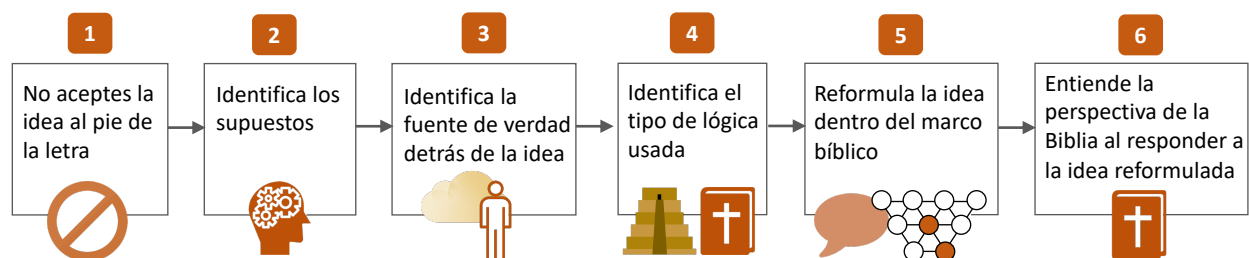 1
No aceptes la
idea al pie de
la letra
2
Identifica los
supuestos
3
Identifica la
fuente de verdad
detrás de la idea
4
Identifica el
tipo de lógica
usada
5
Reformula la idea
dentro del marco
bíblico
6
Entiende la
perspectiva de la
Biblia al responder a
la idea reformulada